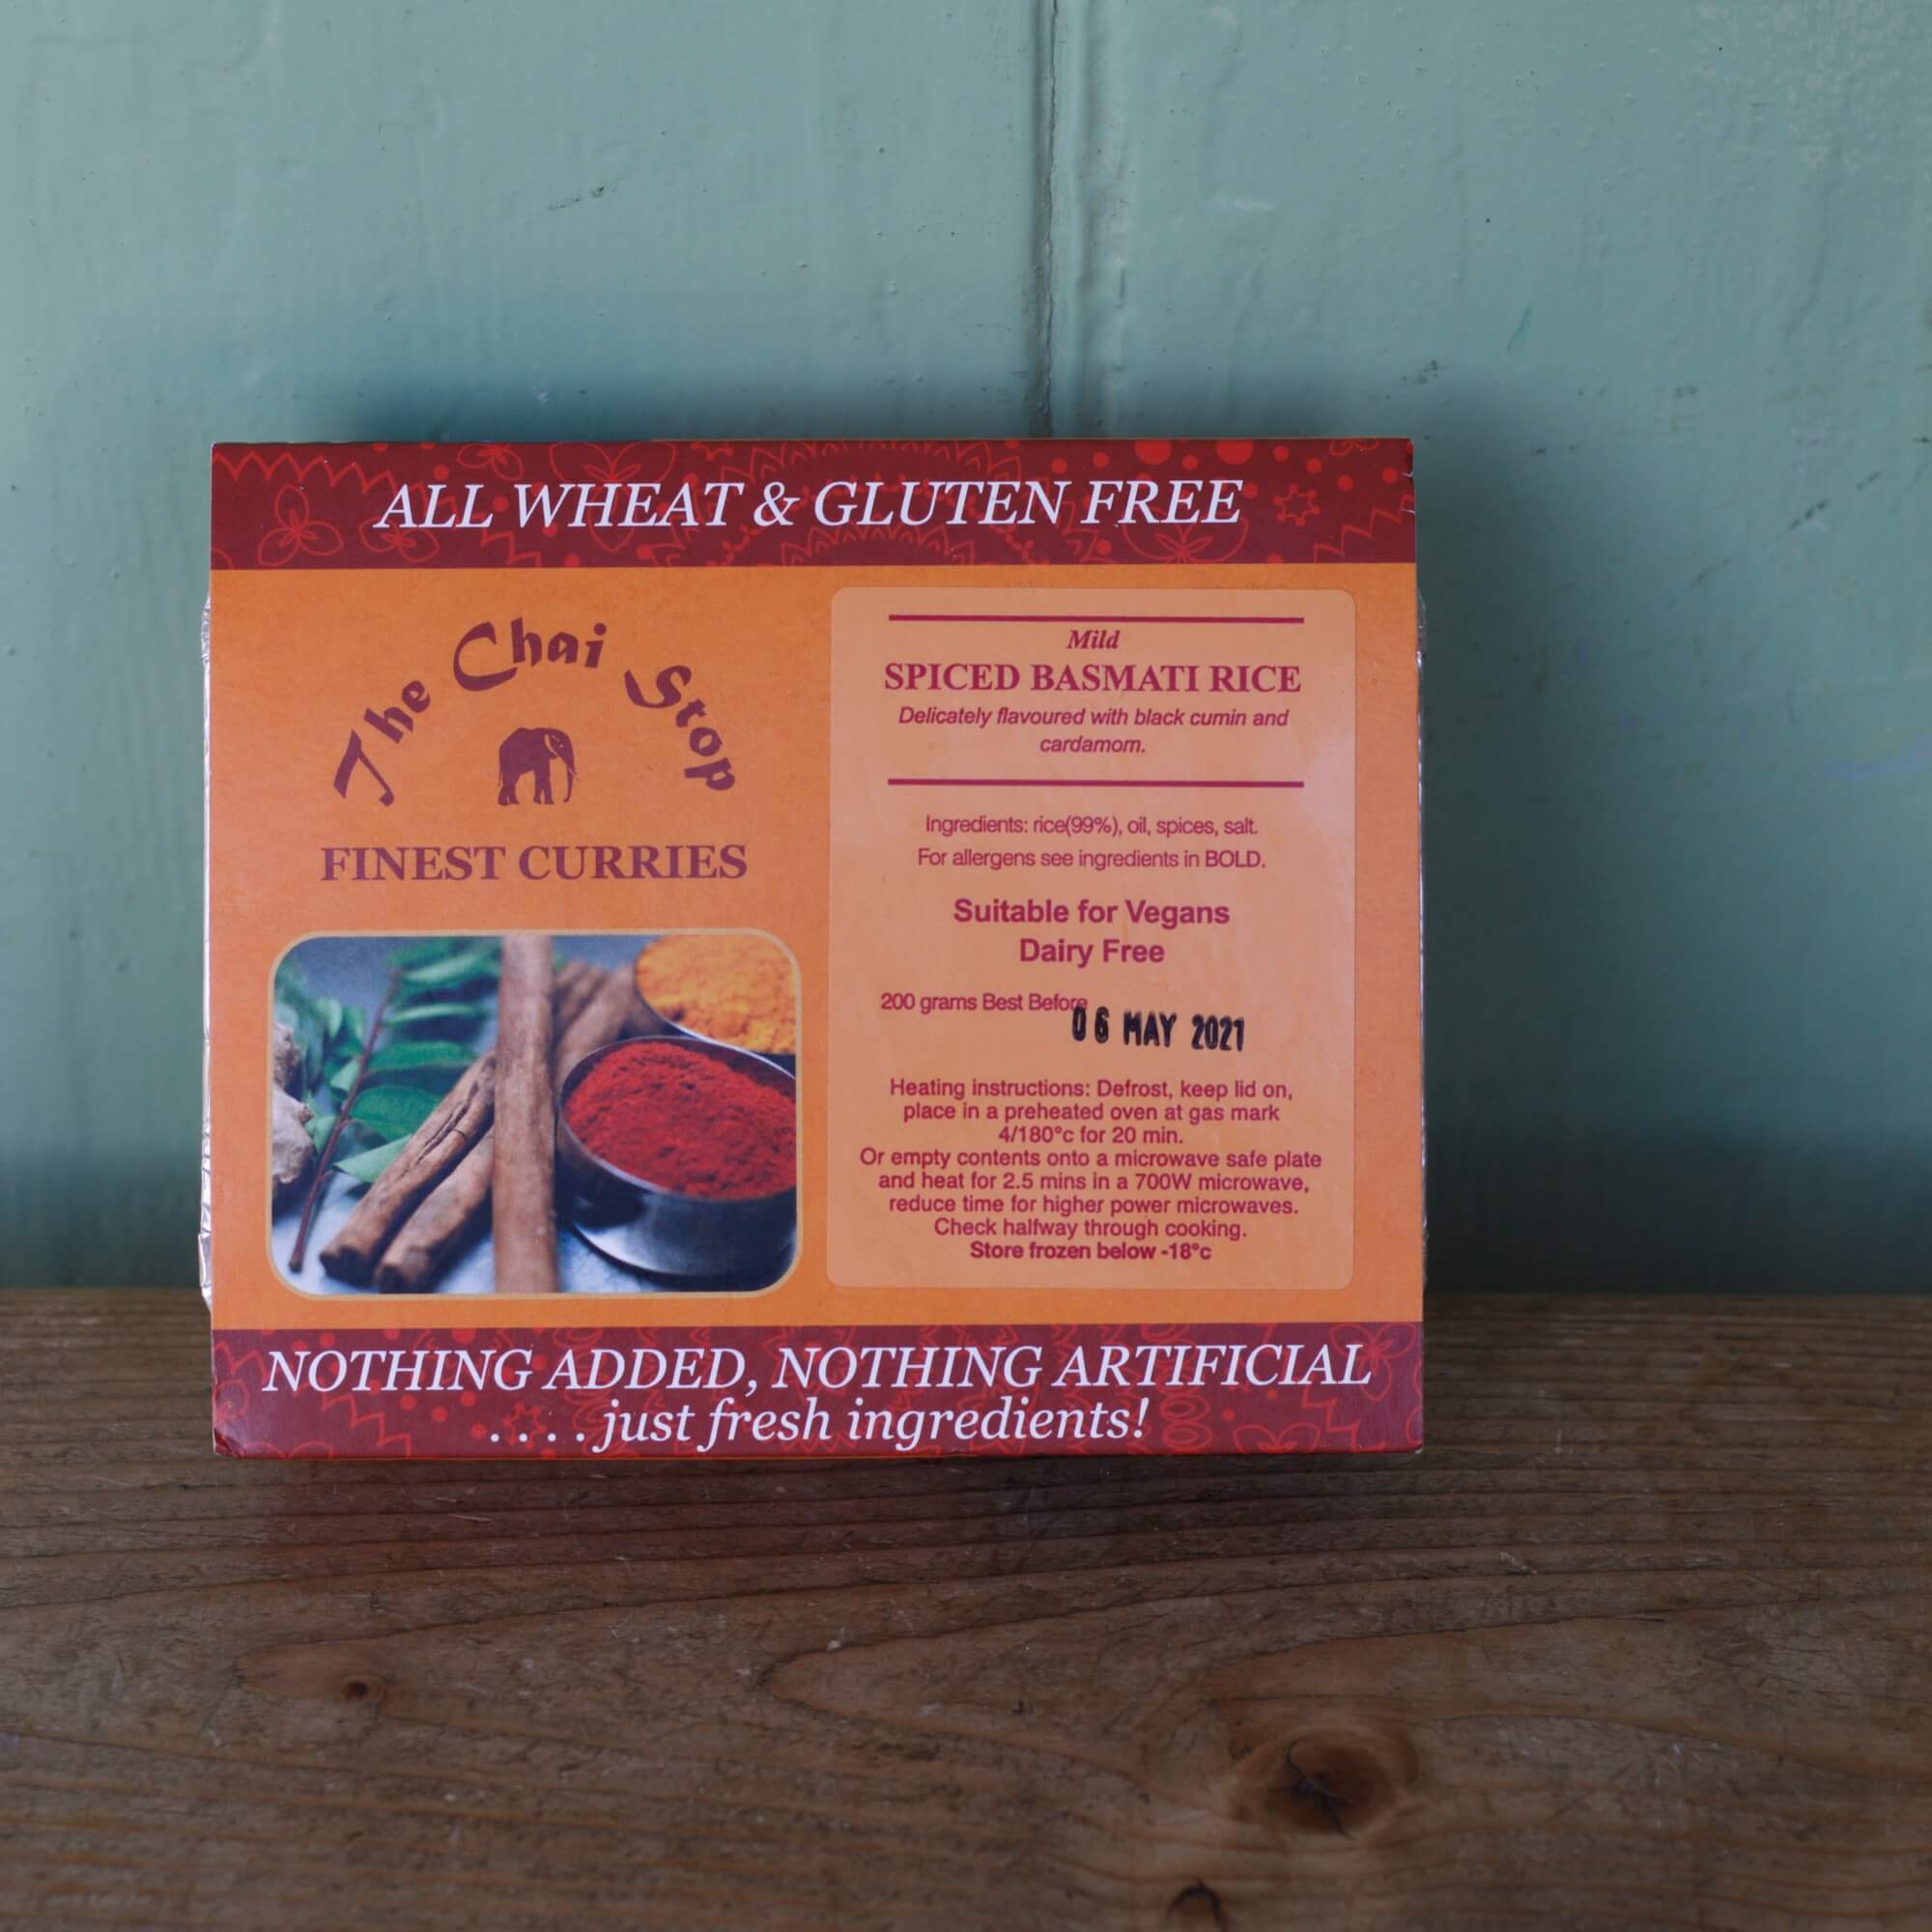 ALL WHEAT & GLUTEN FREE
The Chai Stop
FINEST CURRIES
Mild
SPICED BASMATI RICE
Delicately flavoured with black cumin and
cardamom.
Ingredients: rice(99%), oil, spices, salt.
For allergens see ingredients in BOLD.
Suitable for Vegans
Dairy Free
200 grams Best Before
06 MAY 2021
Heating instructions: Defrost, keep lid on,
place in a preheated oven at gas mark
4/180°c for 20 min.
Or empty contents onto a microwave safe plate
and heat for 2.5 mins in a 700W microwave,
reduce time for higher power microwaves.
Check halfway through cooking.
Store frozen below -18°c
NOTHING ADDED, NOTHING ARTIFICIAL
. . . . just fresh ingredients!